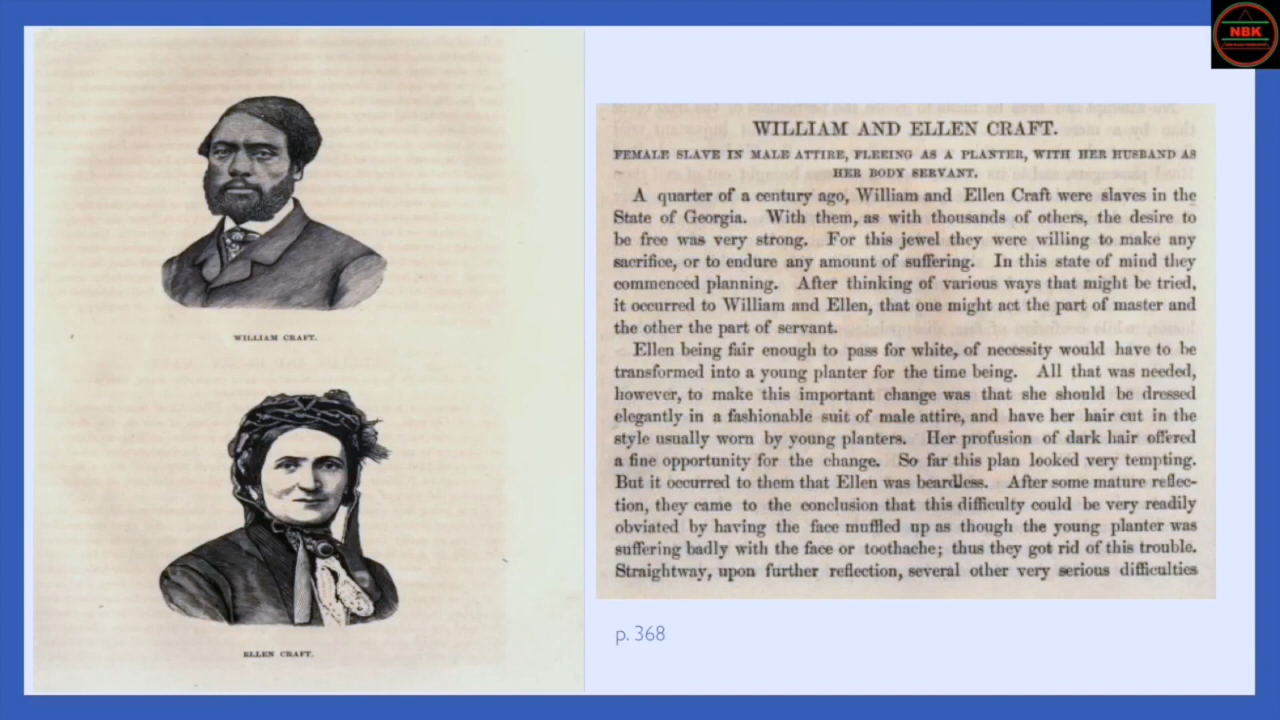 NBK
WILLIAM CRAFT.
ELLEN CRAFT.
WILLIAM AND ELLEN CRAFT.
FEMALE SLAVE IN MALE ATTIRE, FLEEING AS A PLANTER, WITH HER HUSBAND AS
HER BODY SERVANT.
A quarter of a century ago, William and Ellen Craft were slaves in the
State of Georgia. With them, as with thousands of others, the desire to
be free was very strong. For this jewel they were willing to make any
sacrifice, or to endure any amount of suffering. In this state of mind they
commenced planning. After thinking of various ways that might be tried,
it occurred to William and Ellen, that one might act the part of master and
the other the part of servant.
Ellen being fair enough to pass for white, of necessity would have to be
transformed into a young planter for the time being. All that was needed,
however, to make this important change was that she should be dressed
elegantly in a fashionable suit of male attire, and have her hair cut in the
style usually worn by young planters. Her profusion of dark hair offered
a fine opportunity for the change. So far this plan looked very tempting.
But it occurred to them that Ellen was beardless. After some mature reflec-
tion, they came to the conclusion that this difficulty could be very readily
obviated by having the face muffled up as though the young planter was
suffering badly with the face or toothache; thus they got rid of this trouble.
Straightway, upon further reflection, several other very serious difficulties
p. 368